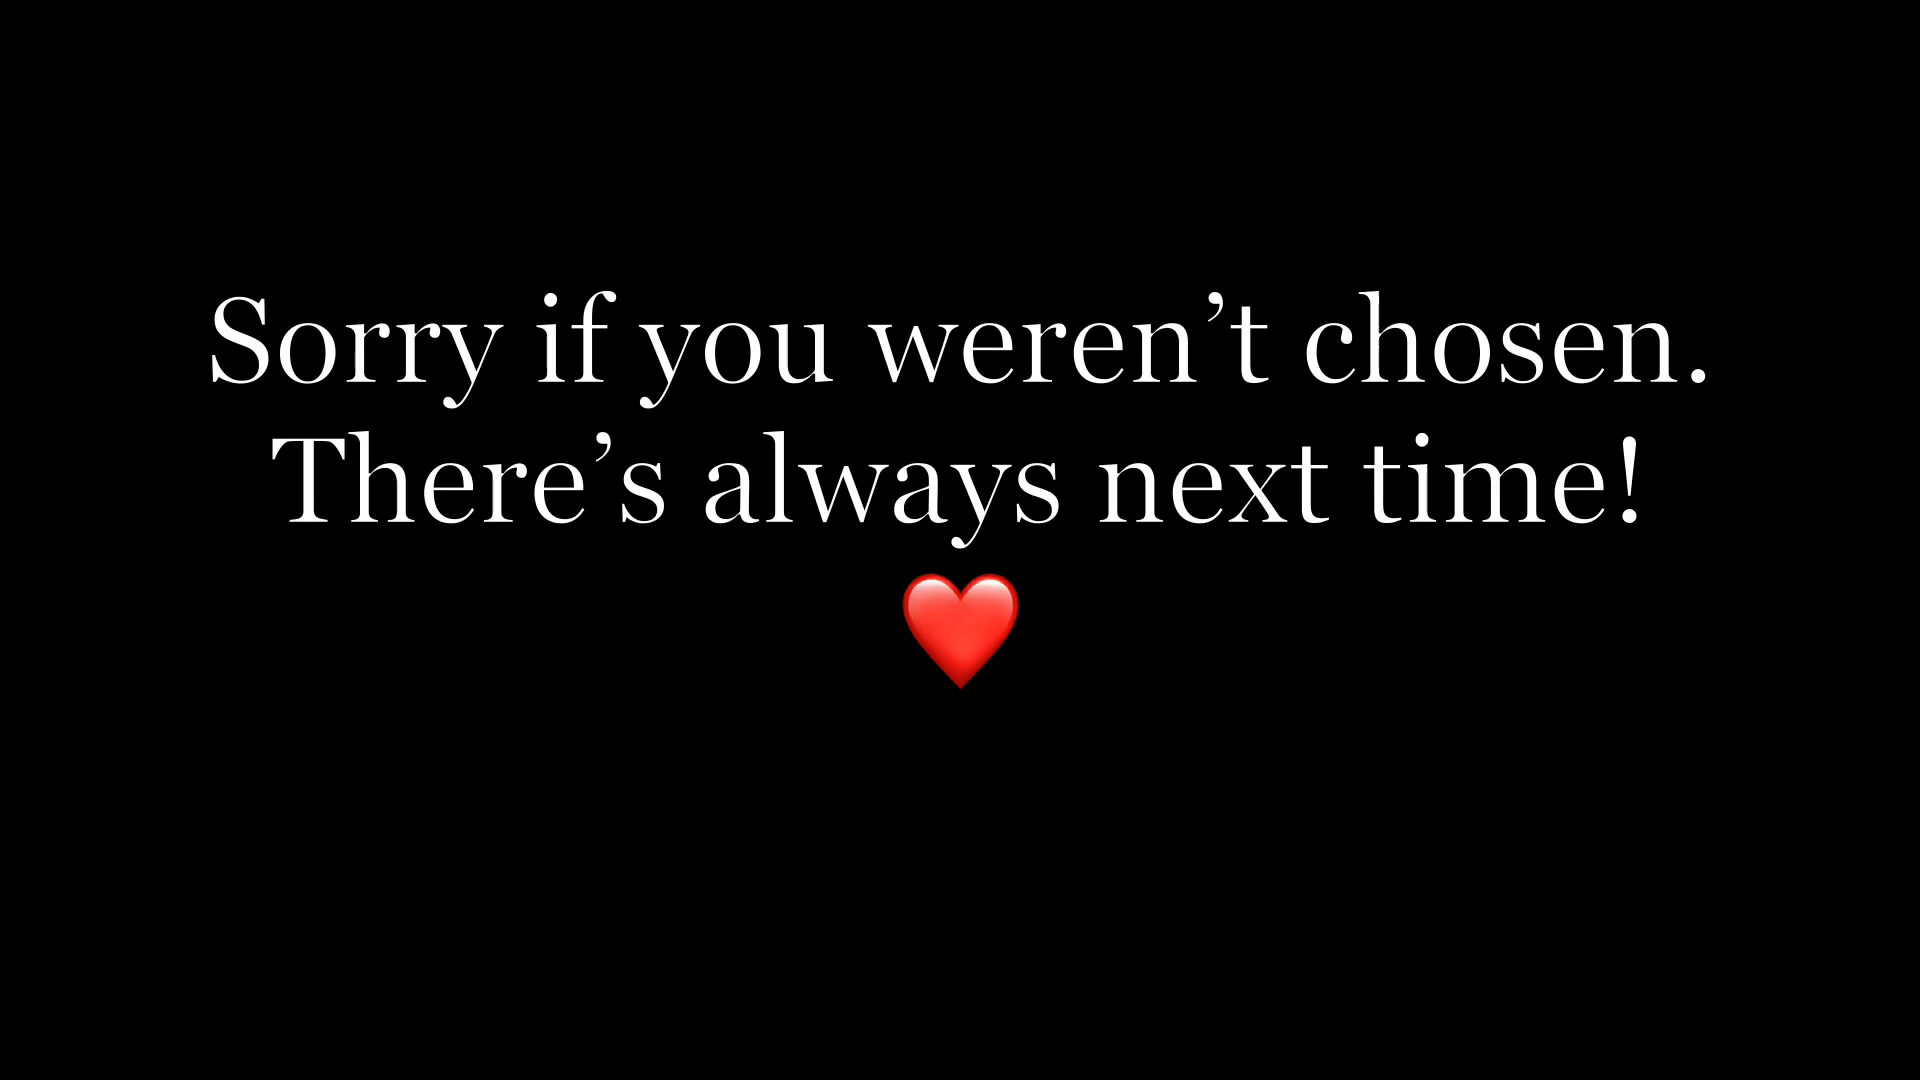 Sorry if you weren’t chosen.
There’s always next time!
❤️